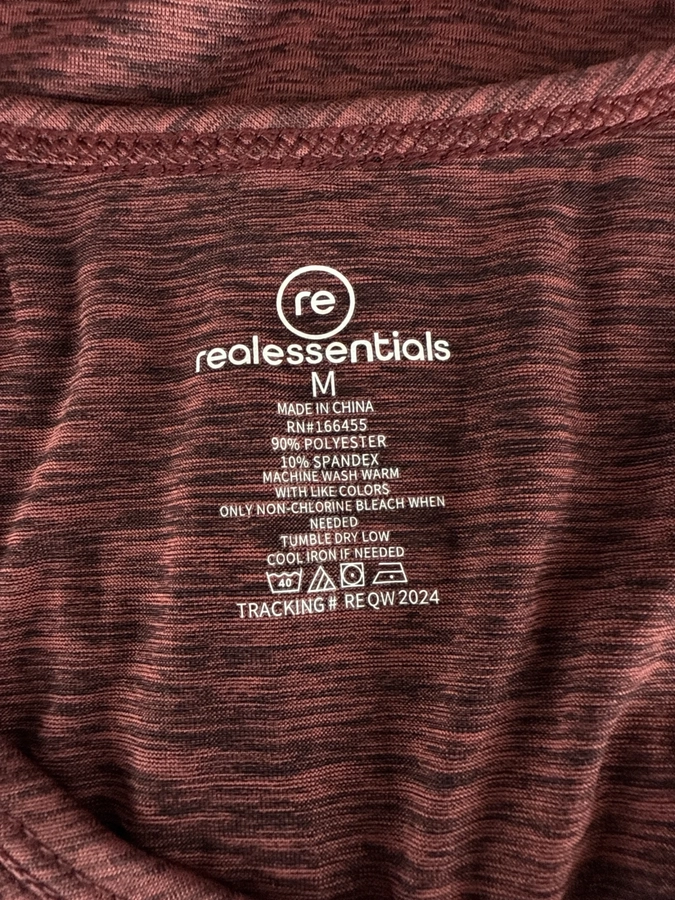 re
realessentials
M
MADE IN CHINA
RN#166455
90% POLYESTER
10% SPANDEX
MACHINE WASH WARM
WITH LIKE COLORS
ONLY NON-CHLORINE BLEACH WHEN
NEEDED
TUMBLE DRY LOW
COOL IRON IF NEEDED
40
TRACKING# REQW2024